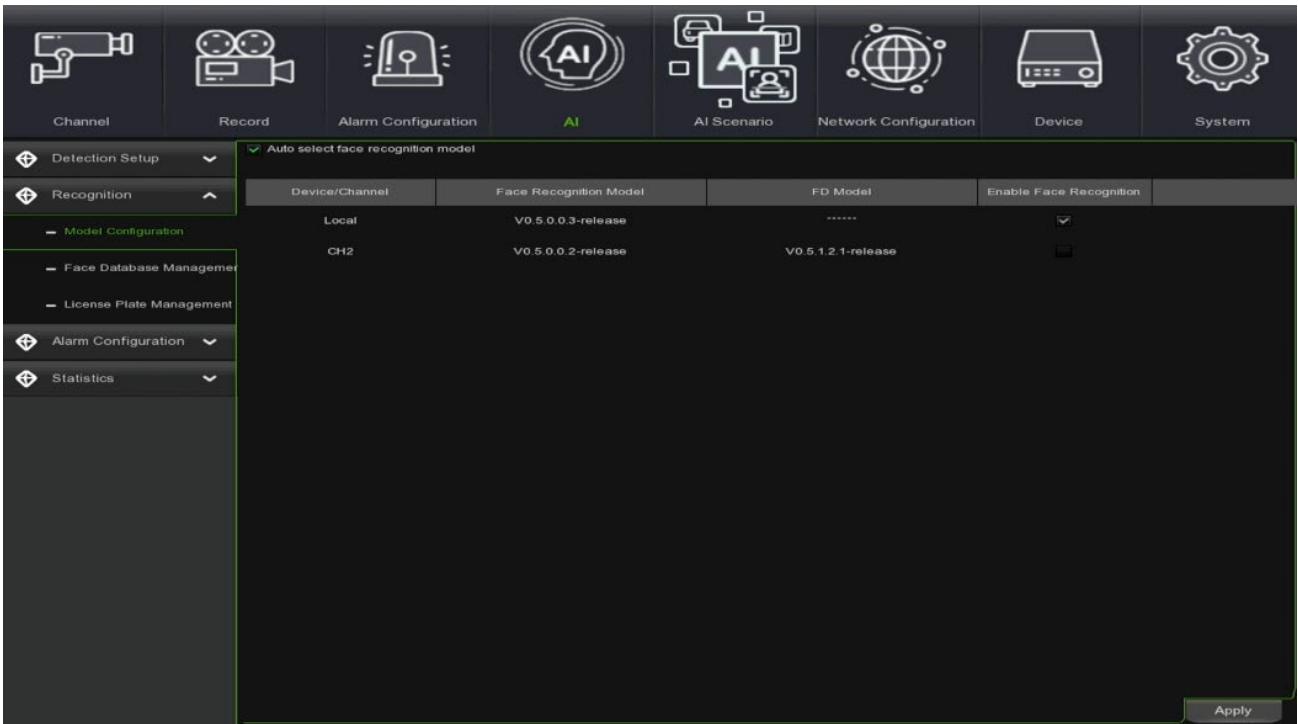 AI
AI
Channel
Record
Alarm Configuration
AI
AI Scenario
Network Configuration
Device
System
Detection Setup
Auto select face recognition model
Recognition
Device/Channel
Face Recognition Model
FD Model
Enable Face Recognition
Model Configuration
Local
V0.5.0.0.3-release
------
CH2
V0.5.0.0.2-release
V0.5.1.2.1-release
Face Database Managemen
License Plate Management
Alarm Configuration
Statistics
Apply